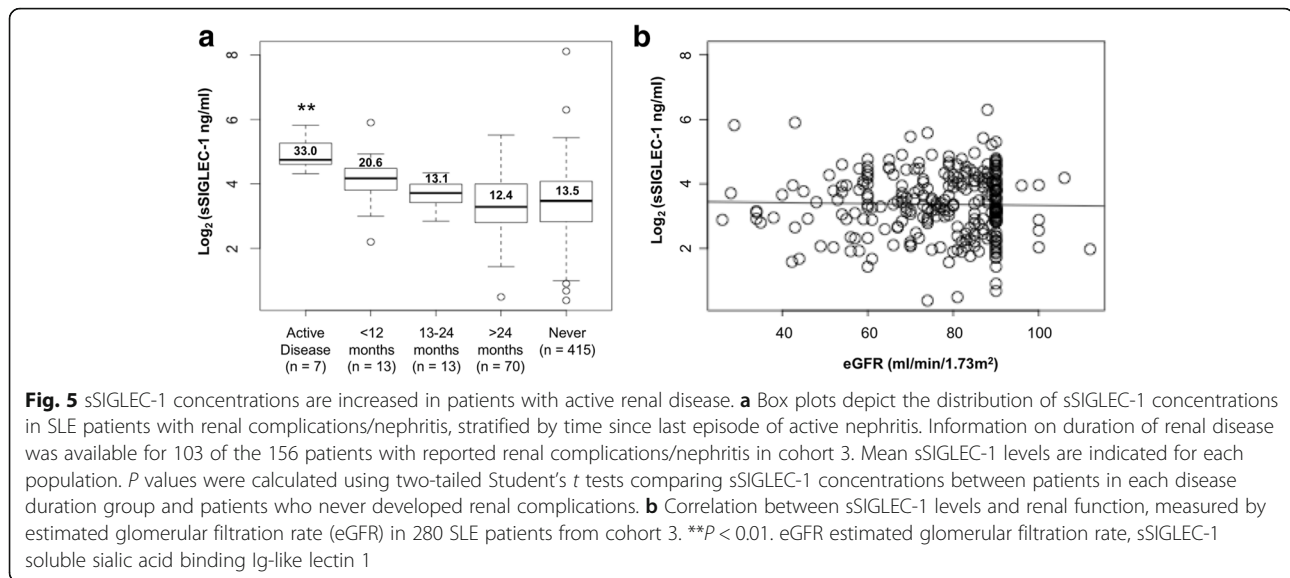 a
Log2 (sSIGLEC-1 ng/ml)
8
6
4
2
**
33.0
20.6
13.1
12.4
13.5
Active Disease (n = 7)
<12 months (n = 13)
13-24 months (n = 13)
>24 months (n = 70)
Never (n = 415)
b
Log2 (sSIGLEC-1 ng/ml)
8
6
4
2
40 60 80 100
eGFR (ml/min/1.73m²)
Fig. 5 sSIGLEC-1 concentrations are increased in patients with active renal disease. a Box plots depict the distribution of sSIGLEC-1 concentrations
in SLE patients with renal complications/nephritis, stratified by time since last episode of active nephritis. Information on duration of renal disease
was available for 103 of the 156 patients with reported renal complications/nephritis in cohort 3. Mean sSIGLEC-1 levels are indicated for each
population. P values were calculated using two-tailed Student's t tests comparing sSIGLEC-1 concentrations between patients in each disease
duration group and patients who never developed renal complications. b Correlation between sSIGLEC-1 levels and renal function, measured by
estimated glomerular filtration rate (eGFR) in 280 SLE patients from cohort 3. **P < 0.01. eGFR estimated glomerular filtration rate, sSIGLEC-1
soluble sialic acid binding Ig-like lectin 1